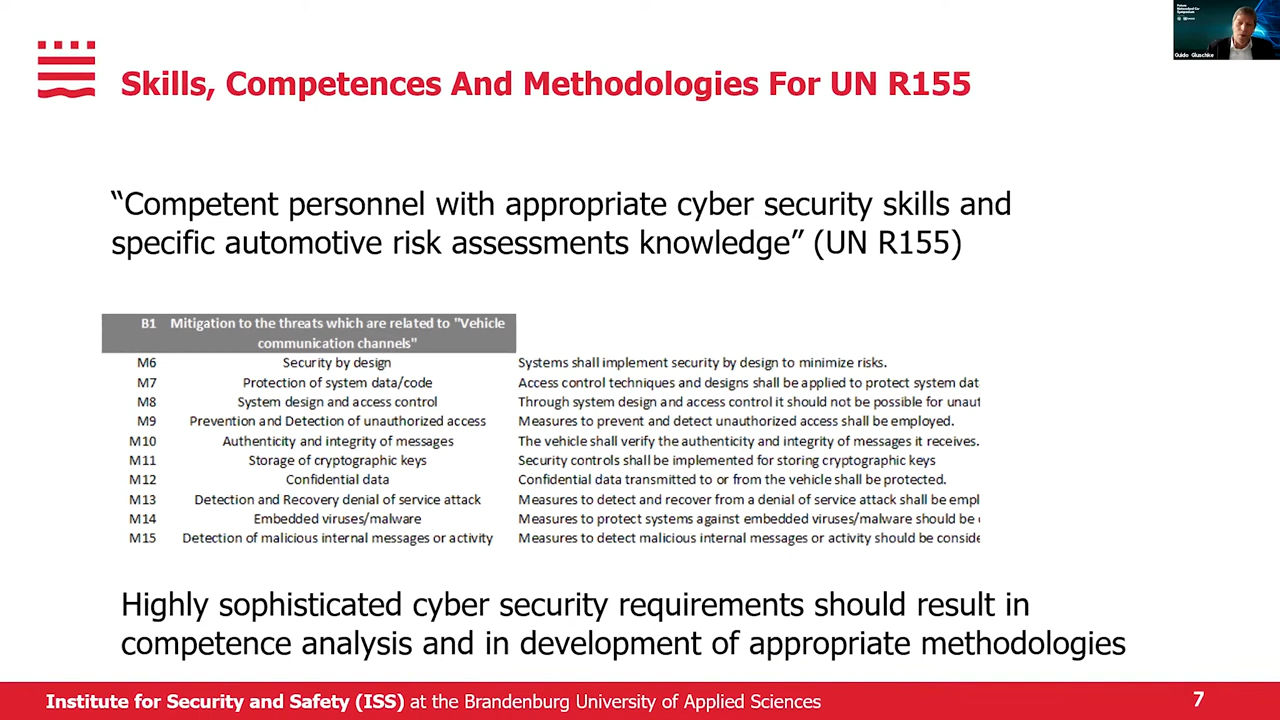 Future
Networked Car
Symposium
Guido Gluschke
Skills, Competences And Methodologies For UN R155
“Competent personnel with appropriate cyber security skills and
specific automotive risk assessments knowledge” (UN R155)
B1 Mitigation to the threats which are related to "Vehicle
communication channels"
M6 Security by design Systems shall implement security by design to minimize risks.
M7 Protection of system data/code Access control techniques and designs shall be applied to protect system dat
M8 System design and access control Through system design and access control it should not be possible for unaut
M9 Prevention and Detection of unauthorized access Measures to prevent and detect unauthorized access shall be employed.
M10 Authenticity and integrity of messages The vehicle shall verify the authenticity and integrity of messages it receives.
M11 Storage of cryptographic keys Security controls shall be implemented for storing cryptographic keys
M12 Confidential data Confidential data transmitted to or from the vehicle shall be protected.
M13 Detection and Recovery denial of service attack Measures to detect and recover from a denial of service attack shall be empl
M14 Embedded viruses/malware Measures to protect systems against embedded viruses/malware should be
M15 Detection of malicious internal messages or activity Measures to detect malicious internal messages or activity should be conside
Highly sophisticated cyber security requirements should result in
competence analysis and in development of appropriate methodologies
Institute for Security and Safety (ISS) at the Brandenburg University of Applied Sciences
7